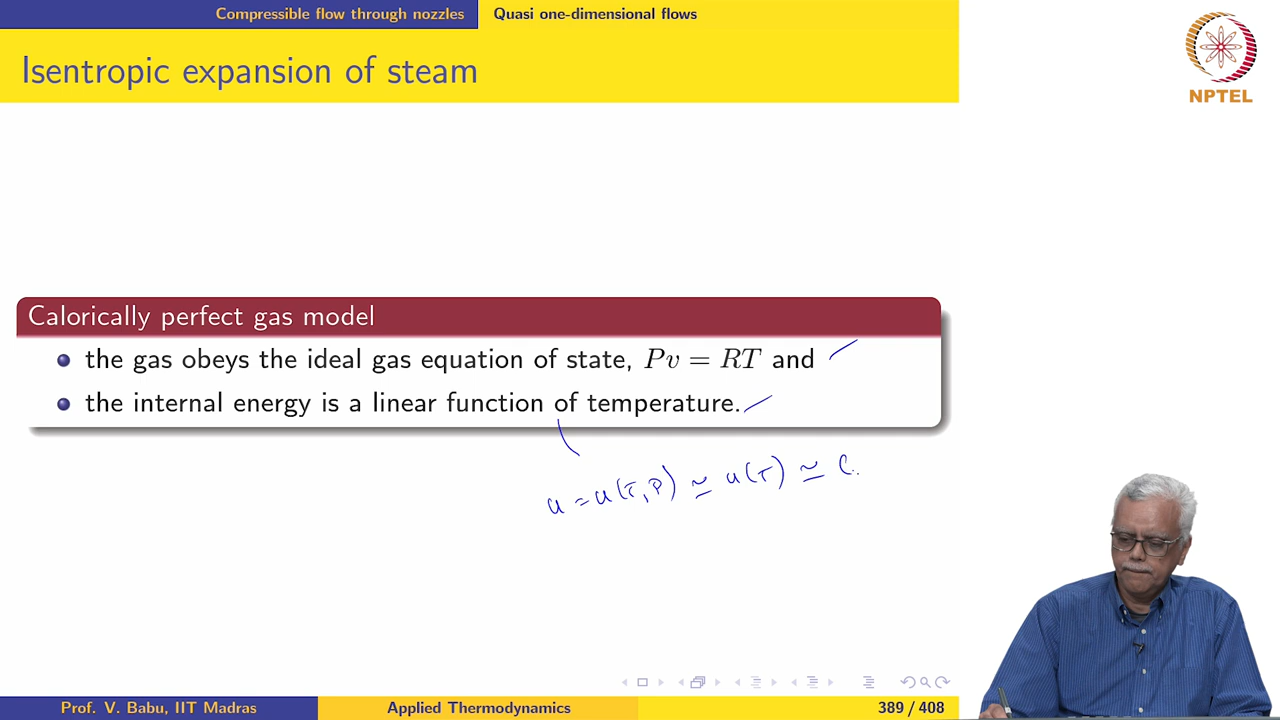 Compressible flow through nozzles Quasi one-dimensional flows
Isentropic expansion of steam
NPTEL
Calorically perfect gas model
the gas obeys the ideal gas equation of state, Pv = RT and
the internal energy is a linear function of temperature.
u = u(T, P) ≃ u(T) ≃ C
Prof. V. Babu, IIT Madras Applied Thermodynamics 389 / 408